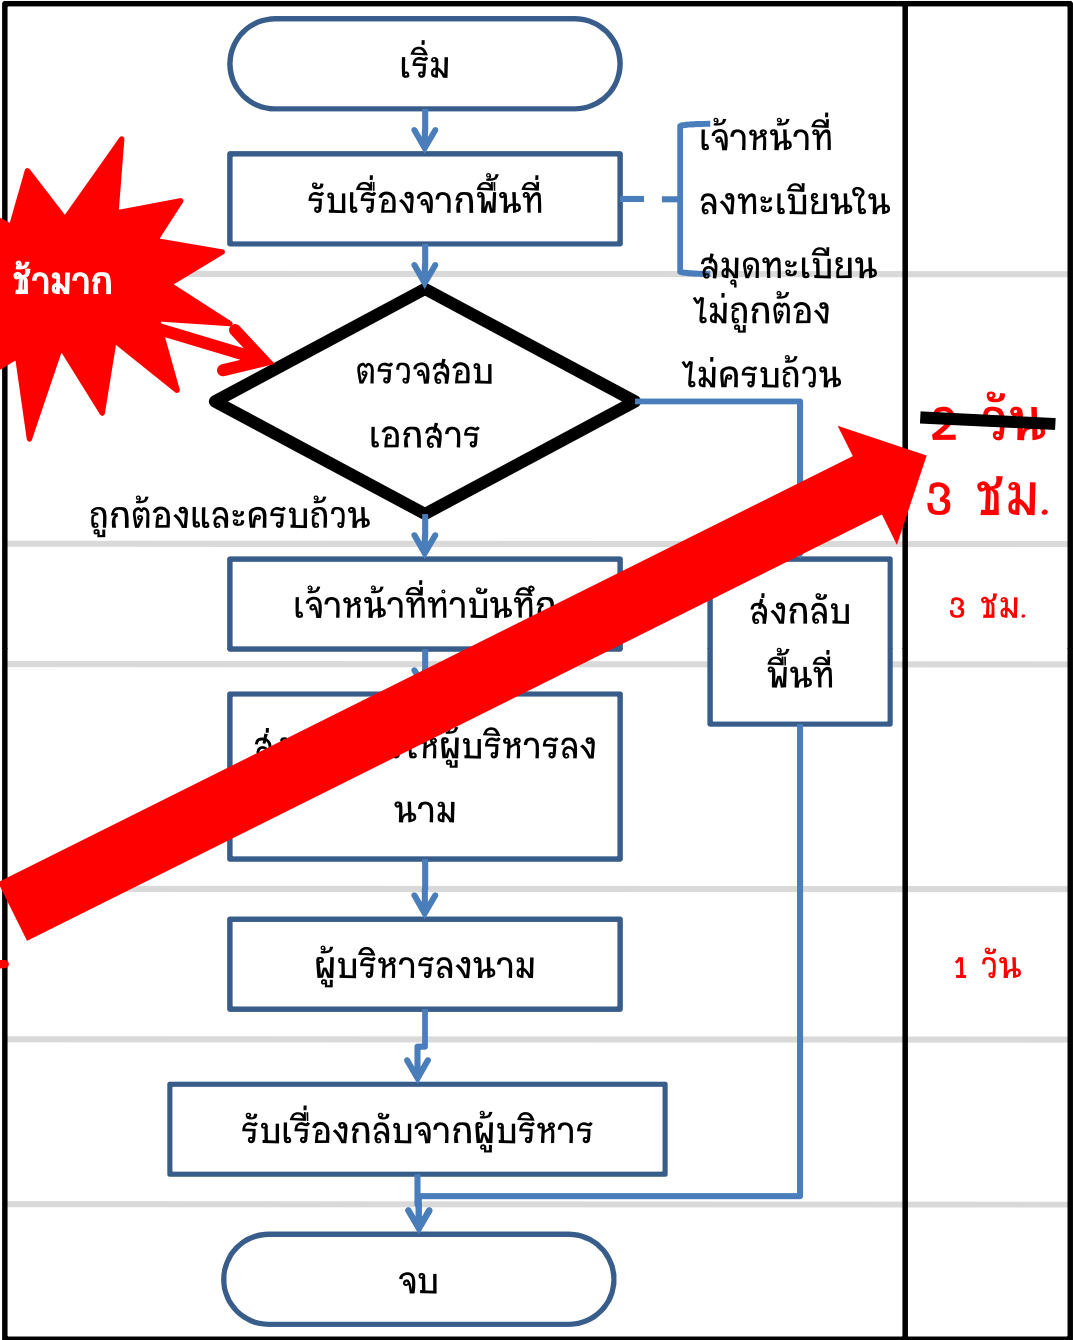 เริ่ม
รับเรื่องจากพื้นที่
เจ้าหน้าที่
ลงทะเบียนใน
สมุดทะเบียน
ช้ามาก
ตรวจสอบ
เอกสาร
ไม่ถูกต้อง
ไม่ครบถ้วน
2 วัน
3 ชม.
ถูกต้องและครบถ้วน
เจ้าหน้าที่ทำบันทึก
3 ชม.
ส่งกลับ
พื้นที่
ให้ผู้บริหารลง
นาม
ผู้บริหารลงนาม
1 วัน
รับเรื่องกลับจากผู้บริหาร
จบ